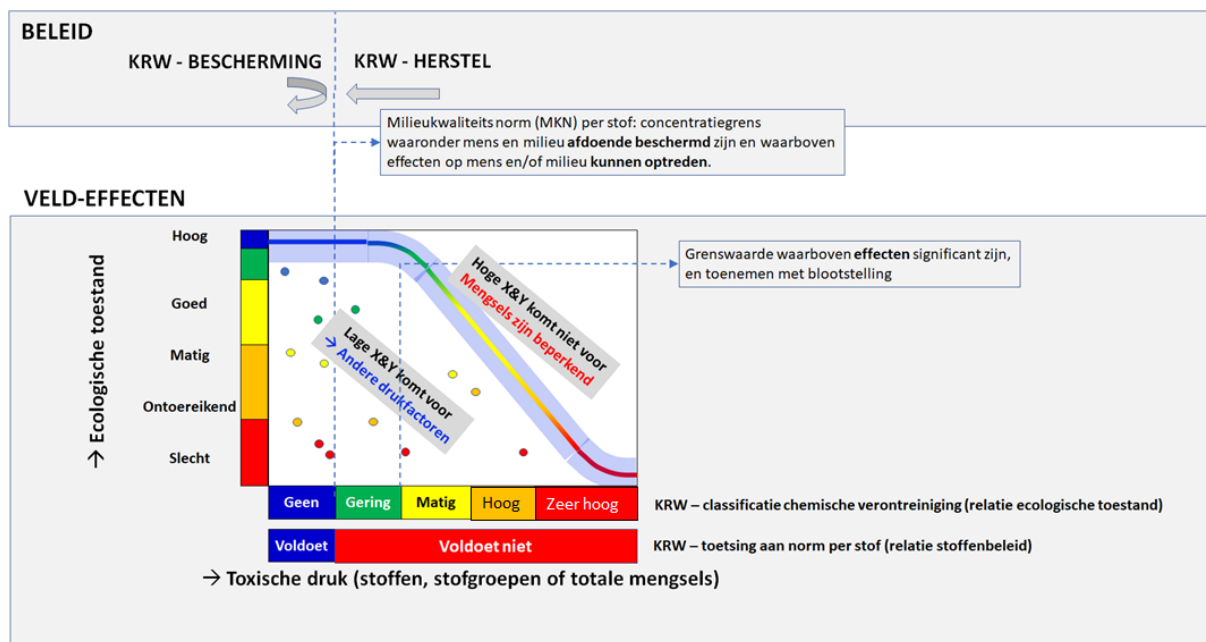 BELEID
KRW - BESCHERMING
KRW - HERSTEL
Milieukwaliteits norm (MKN) per stof: concentratiegrens
waaronder mens en milieu afdoende beschermd zijn en waarboven
effecten op mens en/of milieu kunnen optreden.
VELD-EFFECTEN
→ Ecologische toestand
Hoog
Goed
Matig
Ontoereikend
Slecht
Grenswaarde waarboven effecten significant zijn,
en toenemen met blootstelling
Hoge X&Y komt niet voor
Mengsels zijn beperkend
Lage X&Y komt voor
→ Andere drukfactoren
Geen Gering Matig Hoog Zeer hoog
KRW – classificatie chemische verontreiniging (relatie ecologische toestand)
Voldoet Voldoet niet
KRW – toetsing aan norm per stof (relatie stoffenbeleid)
→ Toxische druk (stoffen, stofgroepen of totale mengsels)